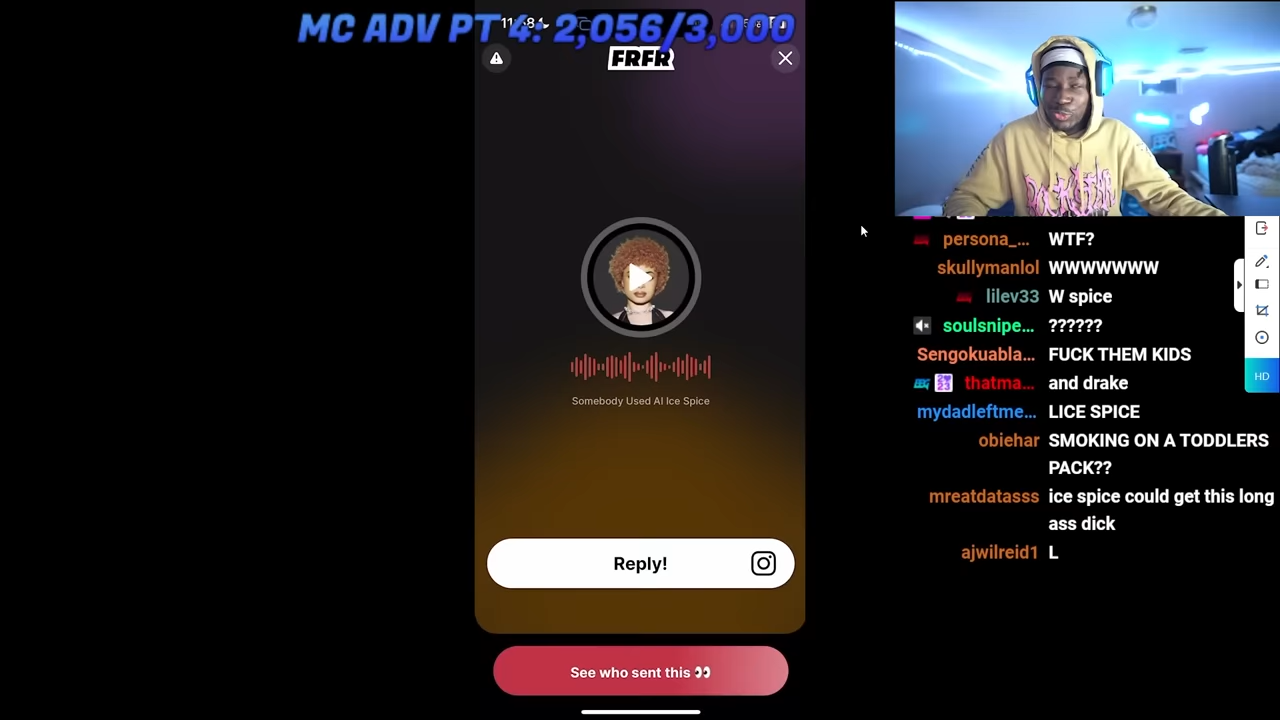 MC ADV PT 4: 2,056/3,000
FRFR
Somebody Used AI Ice Spice
Reply!
See who sent this 👀
persona_... WTF?
skullymanlol WWWWWWW
lilev33 W spice
soulsnipe... ??????
Sengokuabla... FUCK THEM KIDS
thatma... and drake
mydadleftme... LICE SPICE
obiehar SMOKING ON A TODDLERS
PACK??
mreatdatasss ice spice could get this long
ass dick
ajwilreid1 L
HD